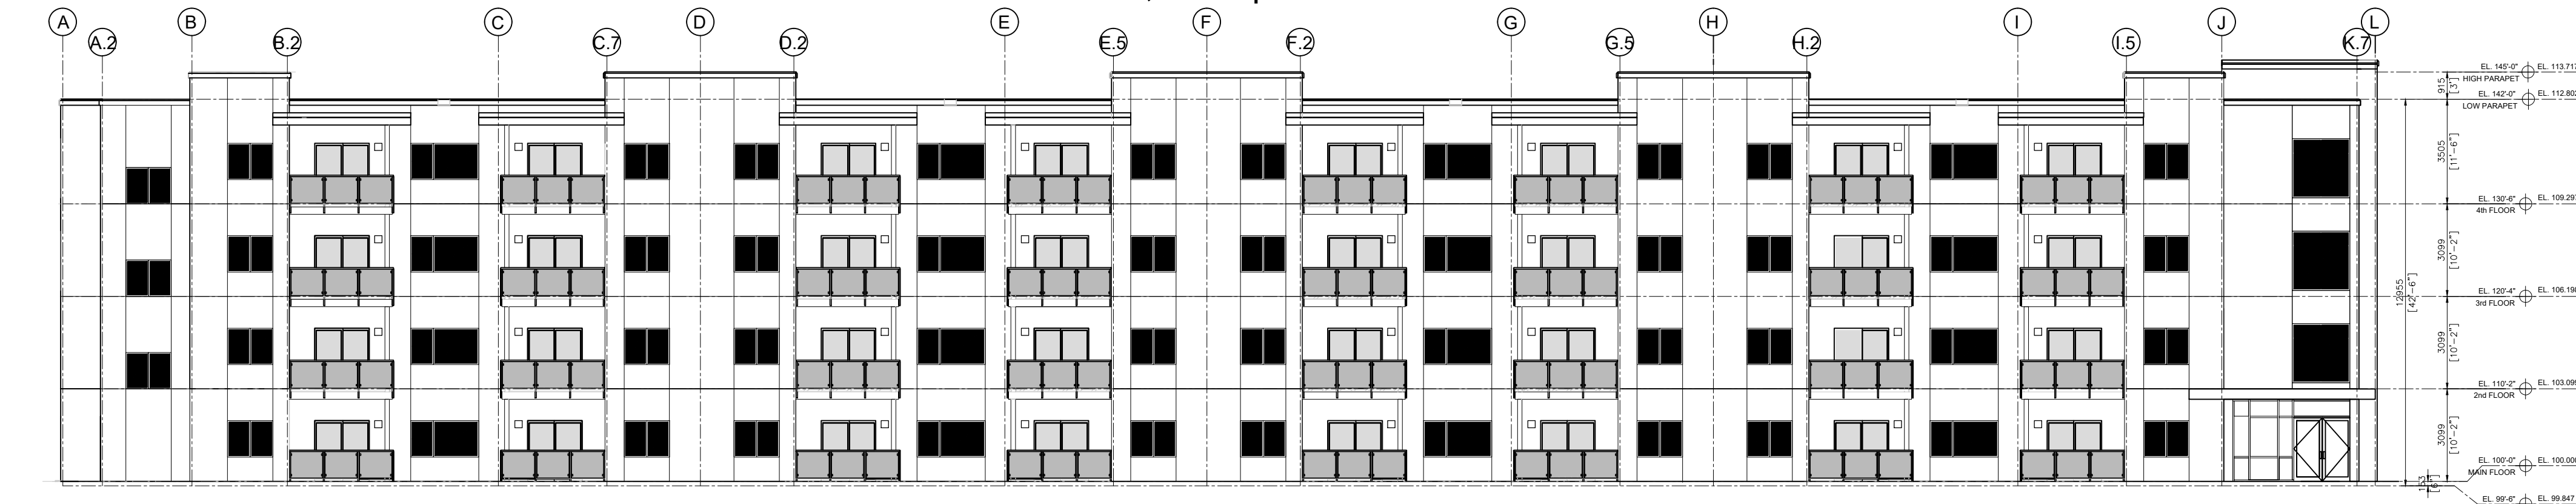 A
B
C
D
E
F
G
H
I
J
L
A.2
B.2
C.7
D.2
E.5
F.2
G.5
H.2
I.5
K.7
EL. 145'-0" EL. 113.717
HIGH PARAPET
915
[3']
EL. 142'-0" EL. 112.802
LOW PARAPET
3505
[11'-6"]
EL. 130'-6" EL. 109.297
4th FLOOR
3099
[10'-2"]
12955
[42'-6"]
EL. 120'-4" EL. 106.198
3rd FLOOR
3099
[10'-2"]
EL. 110'-2" EL. 103.099
2nd FLOOR
3099
[10'-2"]
EL. 100'-0" EL. 100.000
MAIN FLOOR
153
[6"]
EL. 99'-6" EL. 99.847